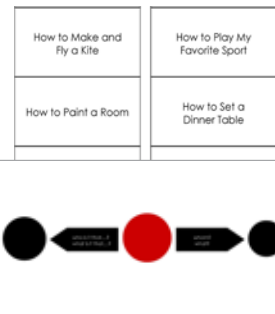 How to Make and
Fly a Kite
How to Play My
Favorite Sport
How to Paint a Room
How to Set a
Dinner Table